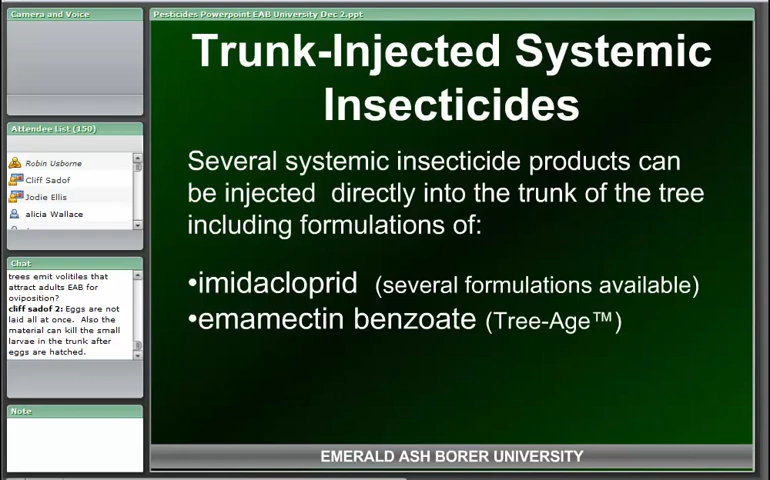 Camera and Voice
Pesticides Powerpoint EAB University Dec 2.ppt
Attendee List (150)
Robin Usborne
Cliff Sadof
Jodie Ellis
alicia Wallace
Chat
trees emit volitiles that
attract adults EAB for
oviposition?
cliff sadof 2: Eggs are not
laid all at once.  Also the
material can kill the small
larvae in the trunk after
eggs are hatched.
Note
Trunk-Injected Systemic
Insecticides
Several systemic insecticide products can
be injected  directly into the trunk of the tree
including formulations of:
•imidacloprid  (several formulations available)
•emamectin benzoate (Tree-Age™)
EMERALD ASH BORER UNIVERSITY